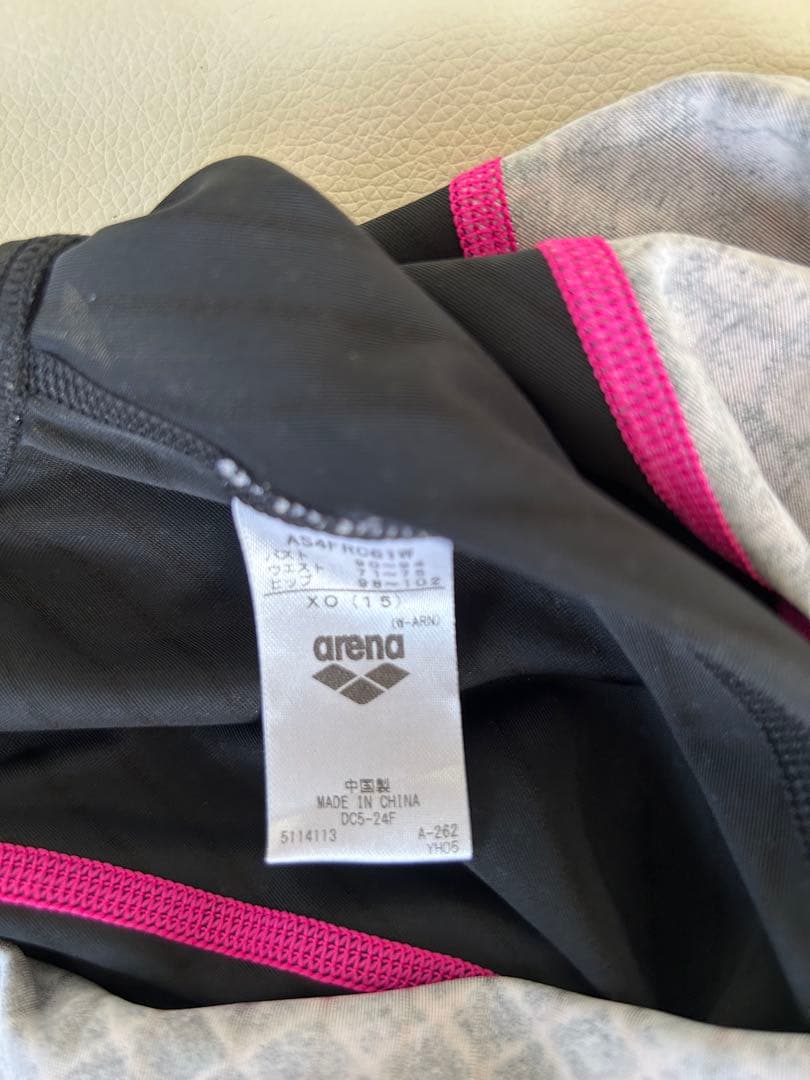 AS4FRC61W
バスト 90〜94
ウエスト 71〜75
ヒップ 98〜102
XO (15)
(W-ARN)
arena
中国製
MADE IN CHINA
DC5-24F
5114113 A-262
YH05